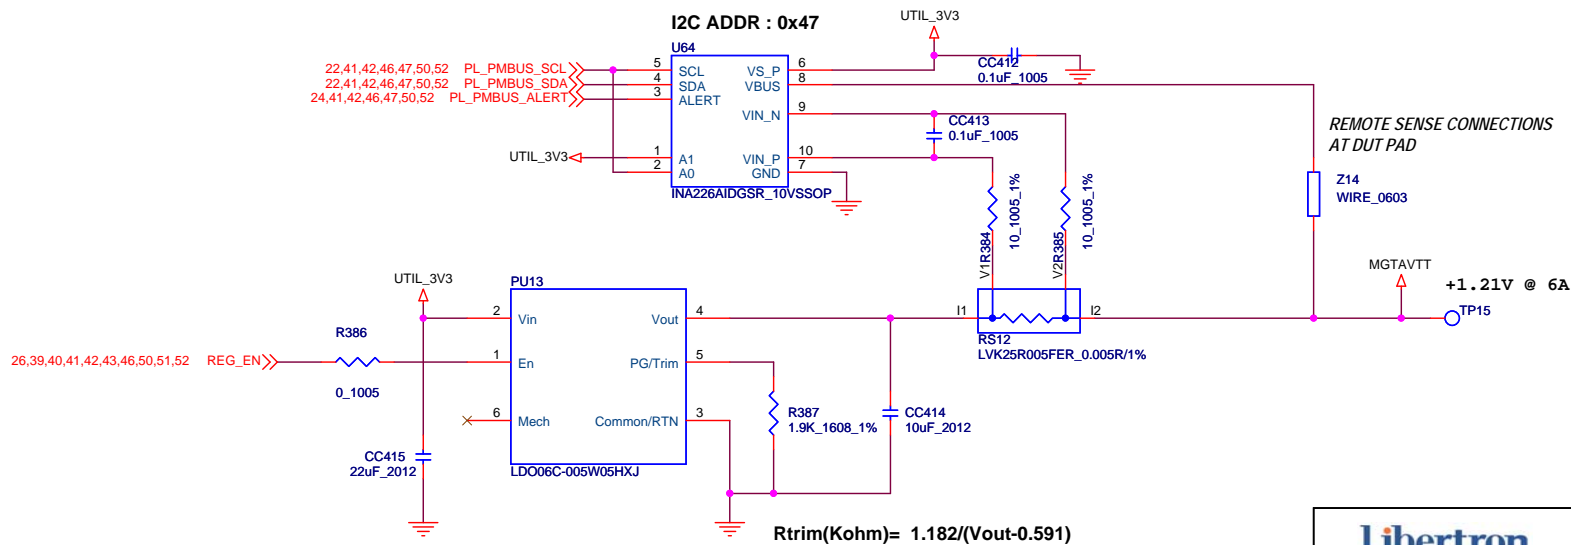 I2C ADDR : 0x47
UTIL_3V3
U64
22,41,42,46,47,50,52 PL_PMBUS_SCL
22,41,42,46,47,50,52 PL_PMBUS_SDA
24,41,42,46,47,50,52 PL_PMBUS_ALERT
5 SCL
4 SDA
3 ALERT
VS_P 6
VBUS 8
VIN_N 9
VIN_P 10
GND 7
UTIL_3V3
1 A1
2 A0
INA226AIDGSR_10VSSOP
CC412
0.1uF_1005
CC413
0.1uF_1005
REMOTE SENSE CONNECTIONS
AT DUT PAD
Z14
WIRE_0603
V1 R384
10_1005_1%
V2 R385
10_1005_1%
MGTAVTT
+1.21V @ 6A
TP15
I1
I2
RS12
LVK25R005FER_0.005R/1%
UTIL_3V3
PU13
2 Vin
Vout 4
R386
0_1005
26,39,40,41,42,43,46,50,51,52 REG_EN
1 En
PG/Trim 5
6 Mech
Common/RTN 3
R387
1.9K_1608_1%
CC414
10uF_2012
CC415
22uF_2012
LDO06C-005W05HXJ
Rtrim(Kohm)= 1.182/(Vout-0.591)
Libertron